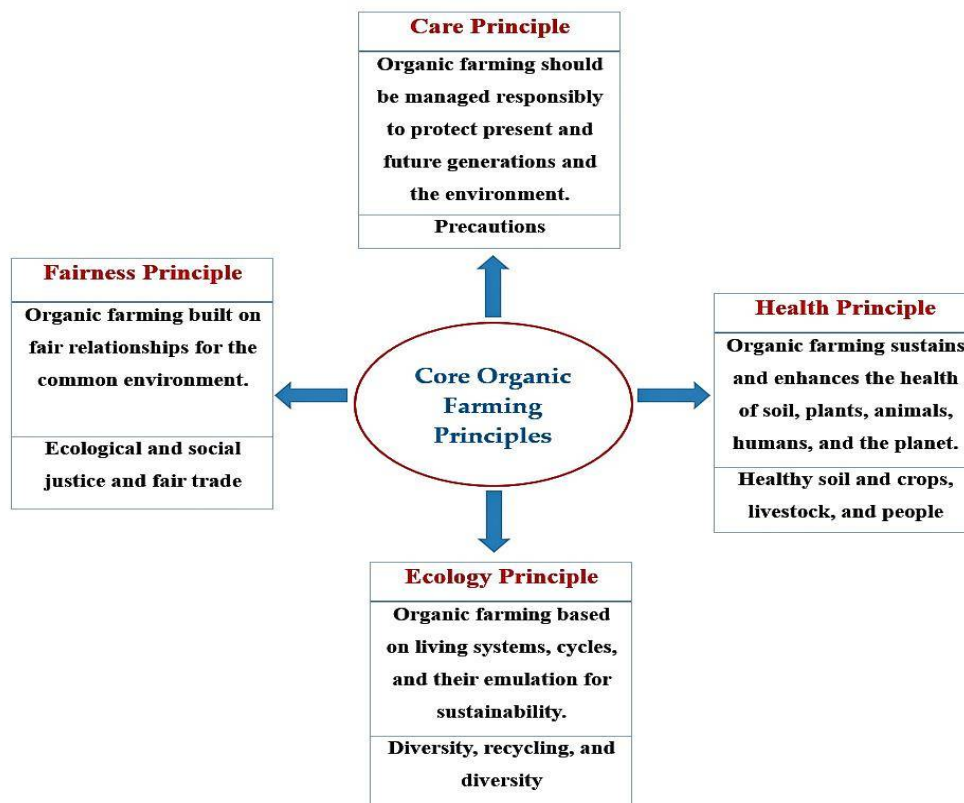 Care Principle
Organic farming should
be managed responsibly
to protect present and
future generations and
the environment.
Precautions
Fairness Principle
Organic farming built on
fair relationships for the
common environment.
Ecological and social
justice and fair trade
Core Organic
Farming
Principles
Health Principle
Organic farming sustains
and enhances the health
of soil, plants, animals,
humans, and the planet.
Healthy soil and crops,
livestock, and people
Ecology Principle
Organic farming based
on living systems, cycles,
and their emulation for
sustainability.
Diversity, recycling, and
diversity